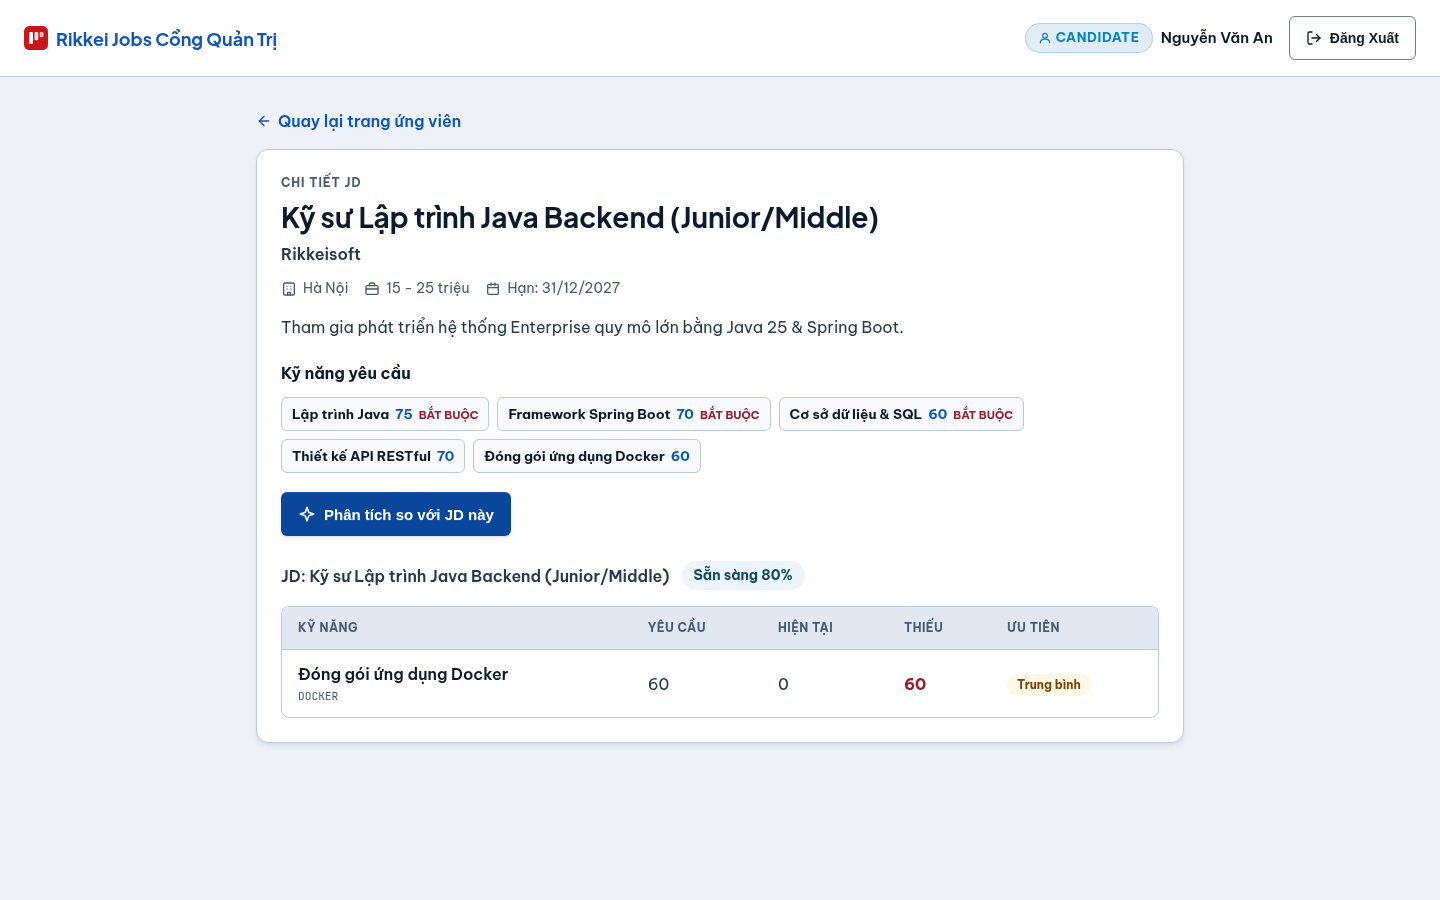 Rikkei Jobs Cổng Quản Trị
CANDIDATE Nguyễn Văn An Đăng Xuất
Quay lại trang ứng viên
CHI TIẾT JD
Kỹ sư Lập trình Java Backend (Junior/Middle)
Rikkeisoft
Hà Nội 15 - 25 triệu Hạn: 31/12/2027
Tham gia phát triển hệ thống Enterprise quy mô lớn bằng Java 25 & Spring Boot.
Kỹ năng yêu cầu
Lập trình Java 75 BẮT BUỘC Framework Spring Boot 70 BẮT BUỘC Cơ sở dữ liệu & SQL 60 BẮT BUỘC
Thiết kế API RESTful 70 Đóng gói ứng dụng Docker 60
Phân tích so với JD này
JD: Kỹ sư Lập trình Java Backend (Junior/Middle) Sẵn sàng 80%
KỸ NĂNG YÊU CẦU HIỆN TẠI THIẾU ƯU TIÊN
Đóng gói ứng dụng Docker 60 0 60 Trung bình
DOCKER